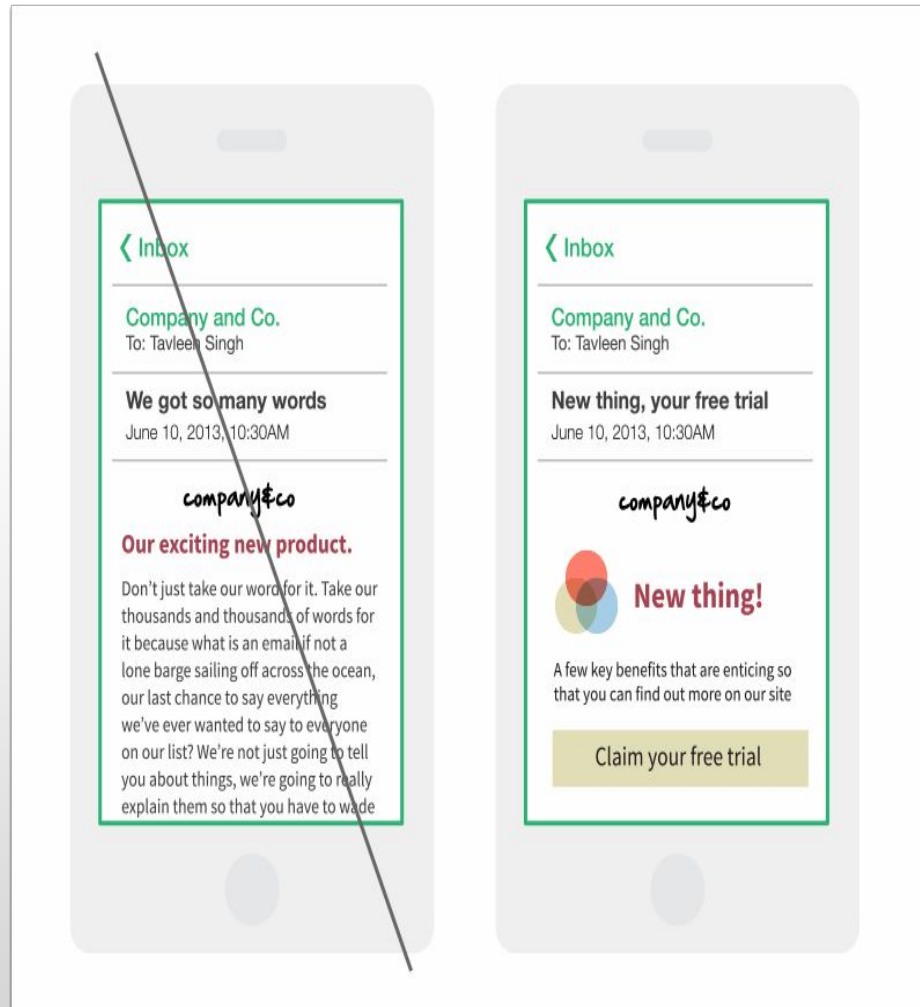 Inbox
Company and Co.
To: Tavleen Singh
We got so many words
June 10, 2013, 10:30AM
company&co
Our exciting new product.
Don't just take our word for it. Take our
thousands and thousands of words for
it because what is an email if not a
lone barge sailing off across the ocean,
our last chance to say everything
we've ever wanted to say to everyone
on our list? We're not just going to tell
you about things, we're going to really
explain them so that you have to wade
Inbox
Company and Co.
To: Tavleen Singh
New thing, your free trial
June 10, 2013, 10:30AM
company&co
New thing!
A few key benefits that are enticing so
that you can find out more on our site
Claim your free trial